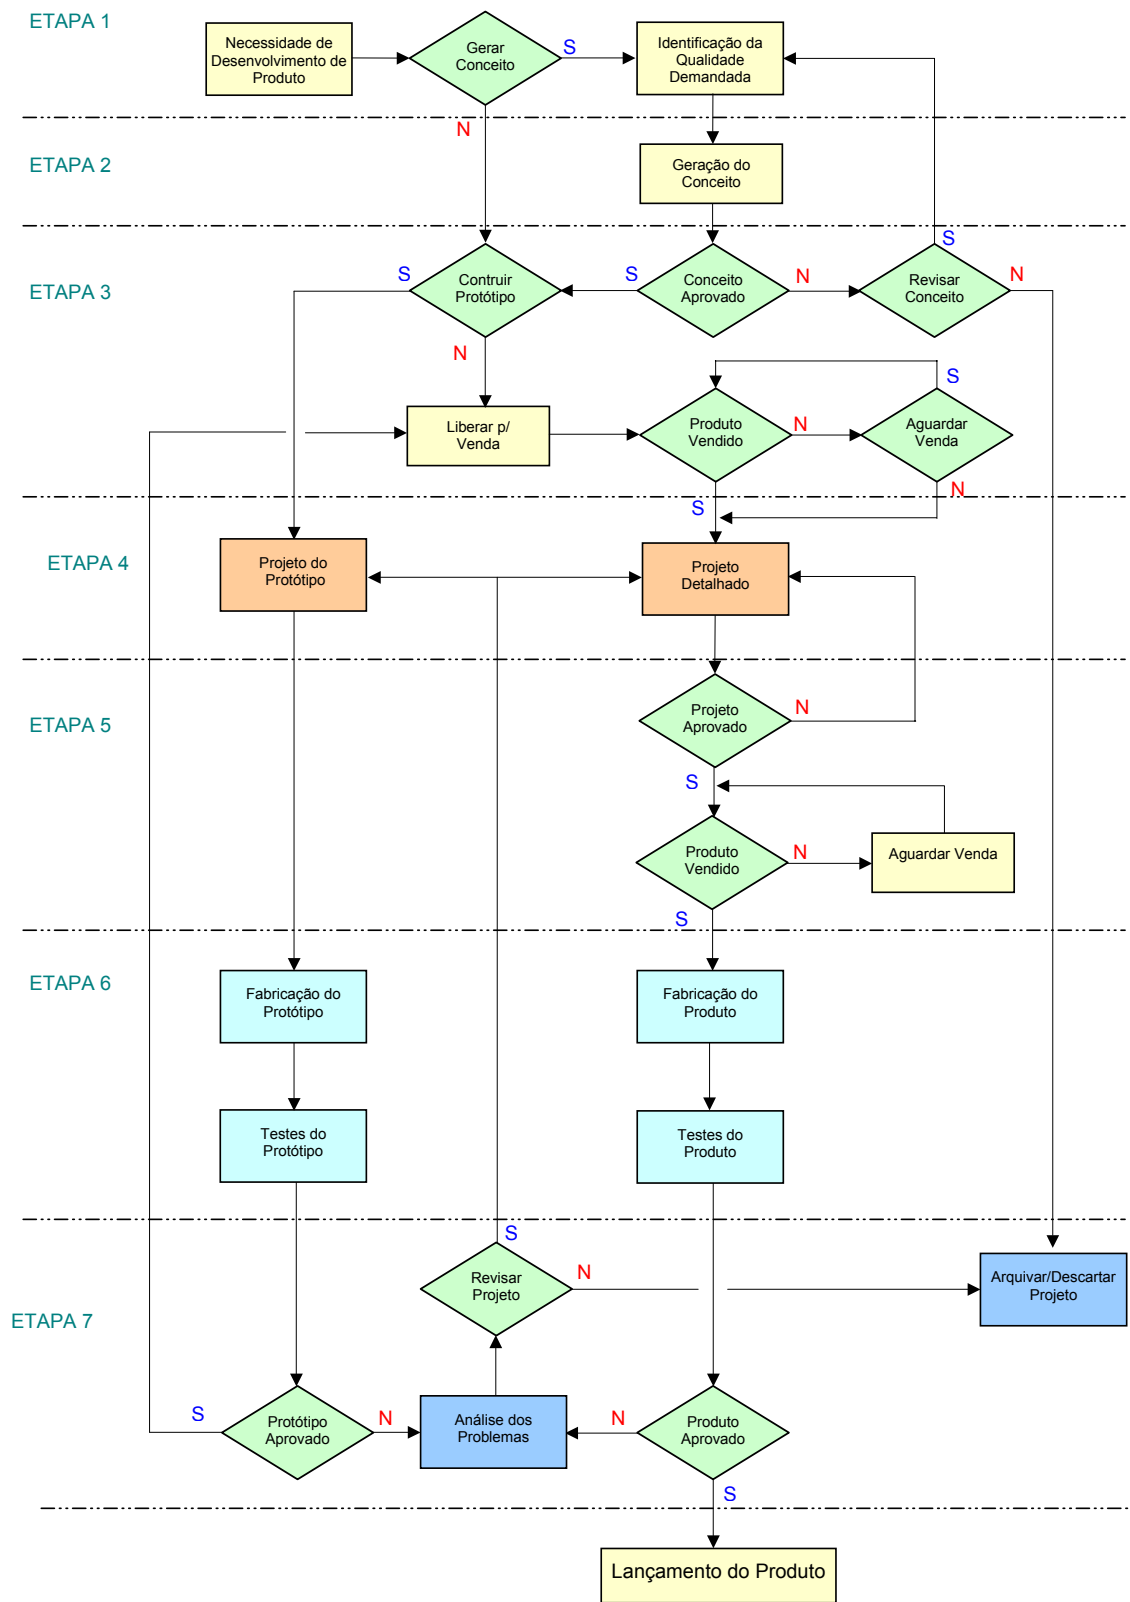 ETAPA 1
Necessidade de
Desenvolvimento de
Produto
Gerar
Conceito
S
Identificação da
Qualidade
Demandada
N
ETAPA 2
Geração do
Conceito
S
ETAPA 3
S
Contruir
Protótipo
S
Conceito
Aprovado
N
Revisar
Conceito
N
N
S
Liberar p/
Venda
Produto
Vendido
N
Aguardar
Venda
N
S
ETAPA 4
Projeto do
Protótipo
Projeto
Detalhado
ETAPA 5
Projeto
Aprovado
N
S
Produto
Vendido
N
Aguardar Venda
S
ETAPA 6
Fabricação do
Protótipo
Fabricação do
Produto
Testes do
Protótipo
Testes do
Produto
S
Revisar
Projeto
N
Arquivar/Descartar
Projeto
ETAPA 7
S
Protótipo
Aprovado
N
Análise dos
Problemas
N
Produto
Aprovado
S
Lançamento do Produto